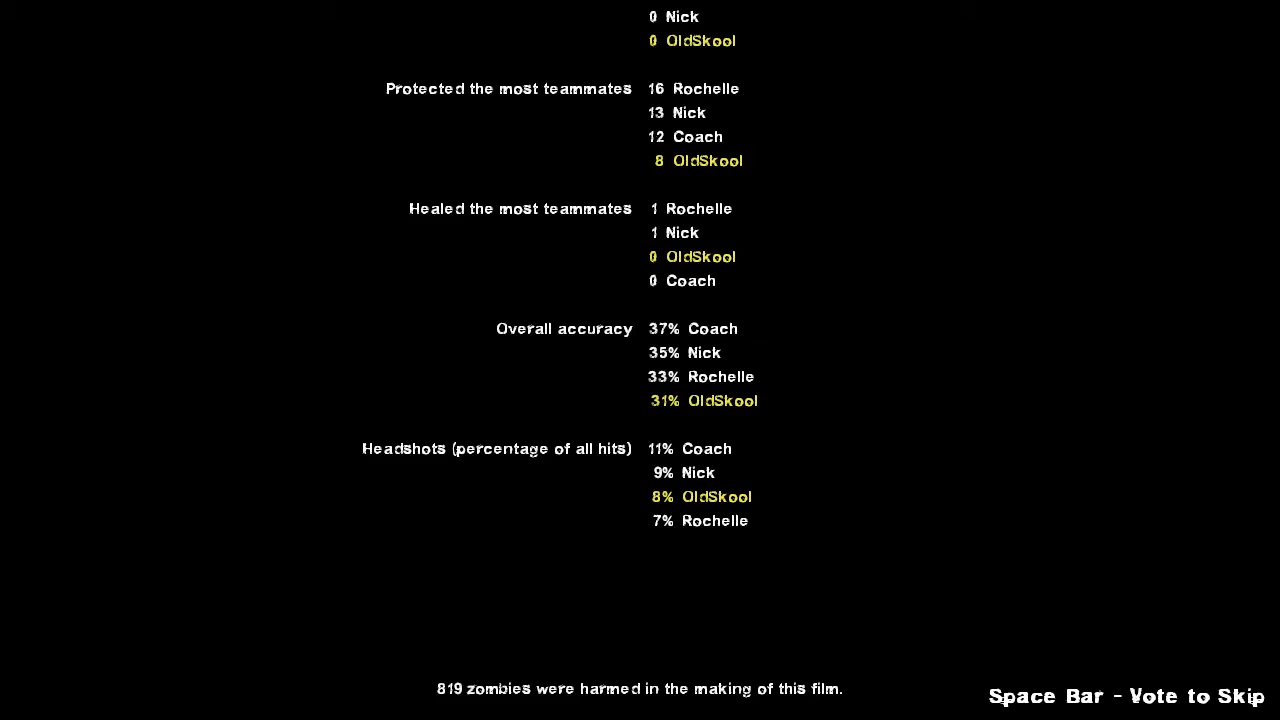 0 Nick
0 OldSkool
Protected the most teammates 16 Rochelle
13 Nick
12 Coach
8 OldSkool
Healed the most teammates 1 Rochelle
1 Nick
0 OldSkool
0 Coach
Overall accuracy 37% Coach
35% Nick
33% Rochelle
31% OldSkool
Headshots (percentage of all hits) 11% Coach
9% Nick
8% OldSkool
7% Rochelle
819 zombies were harmed in the making of this film.
Space Bar - Vote to Skip